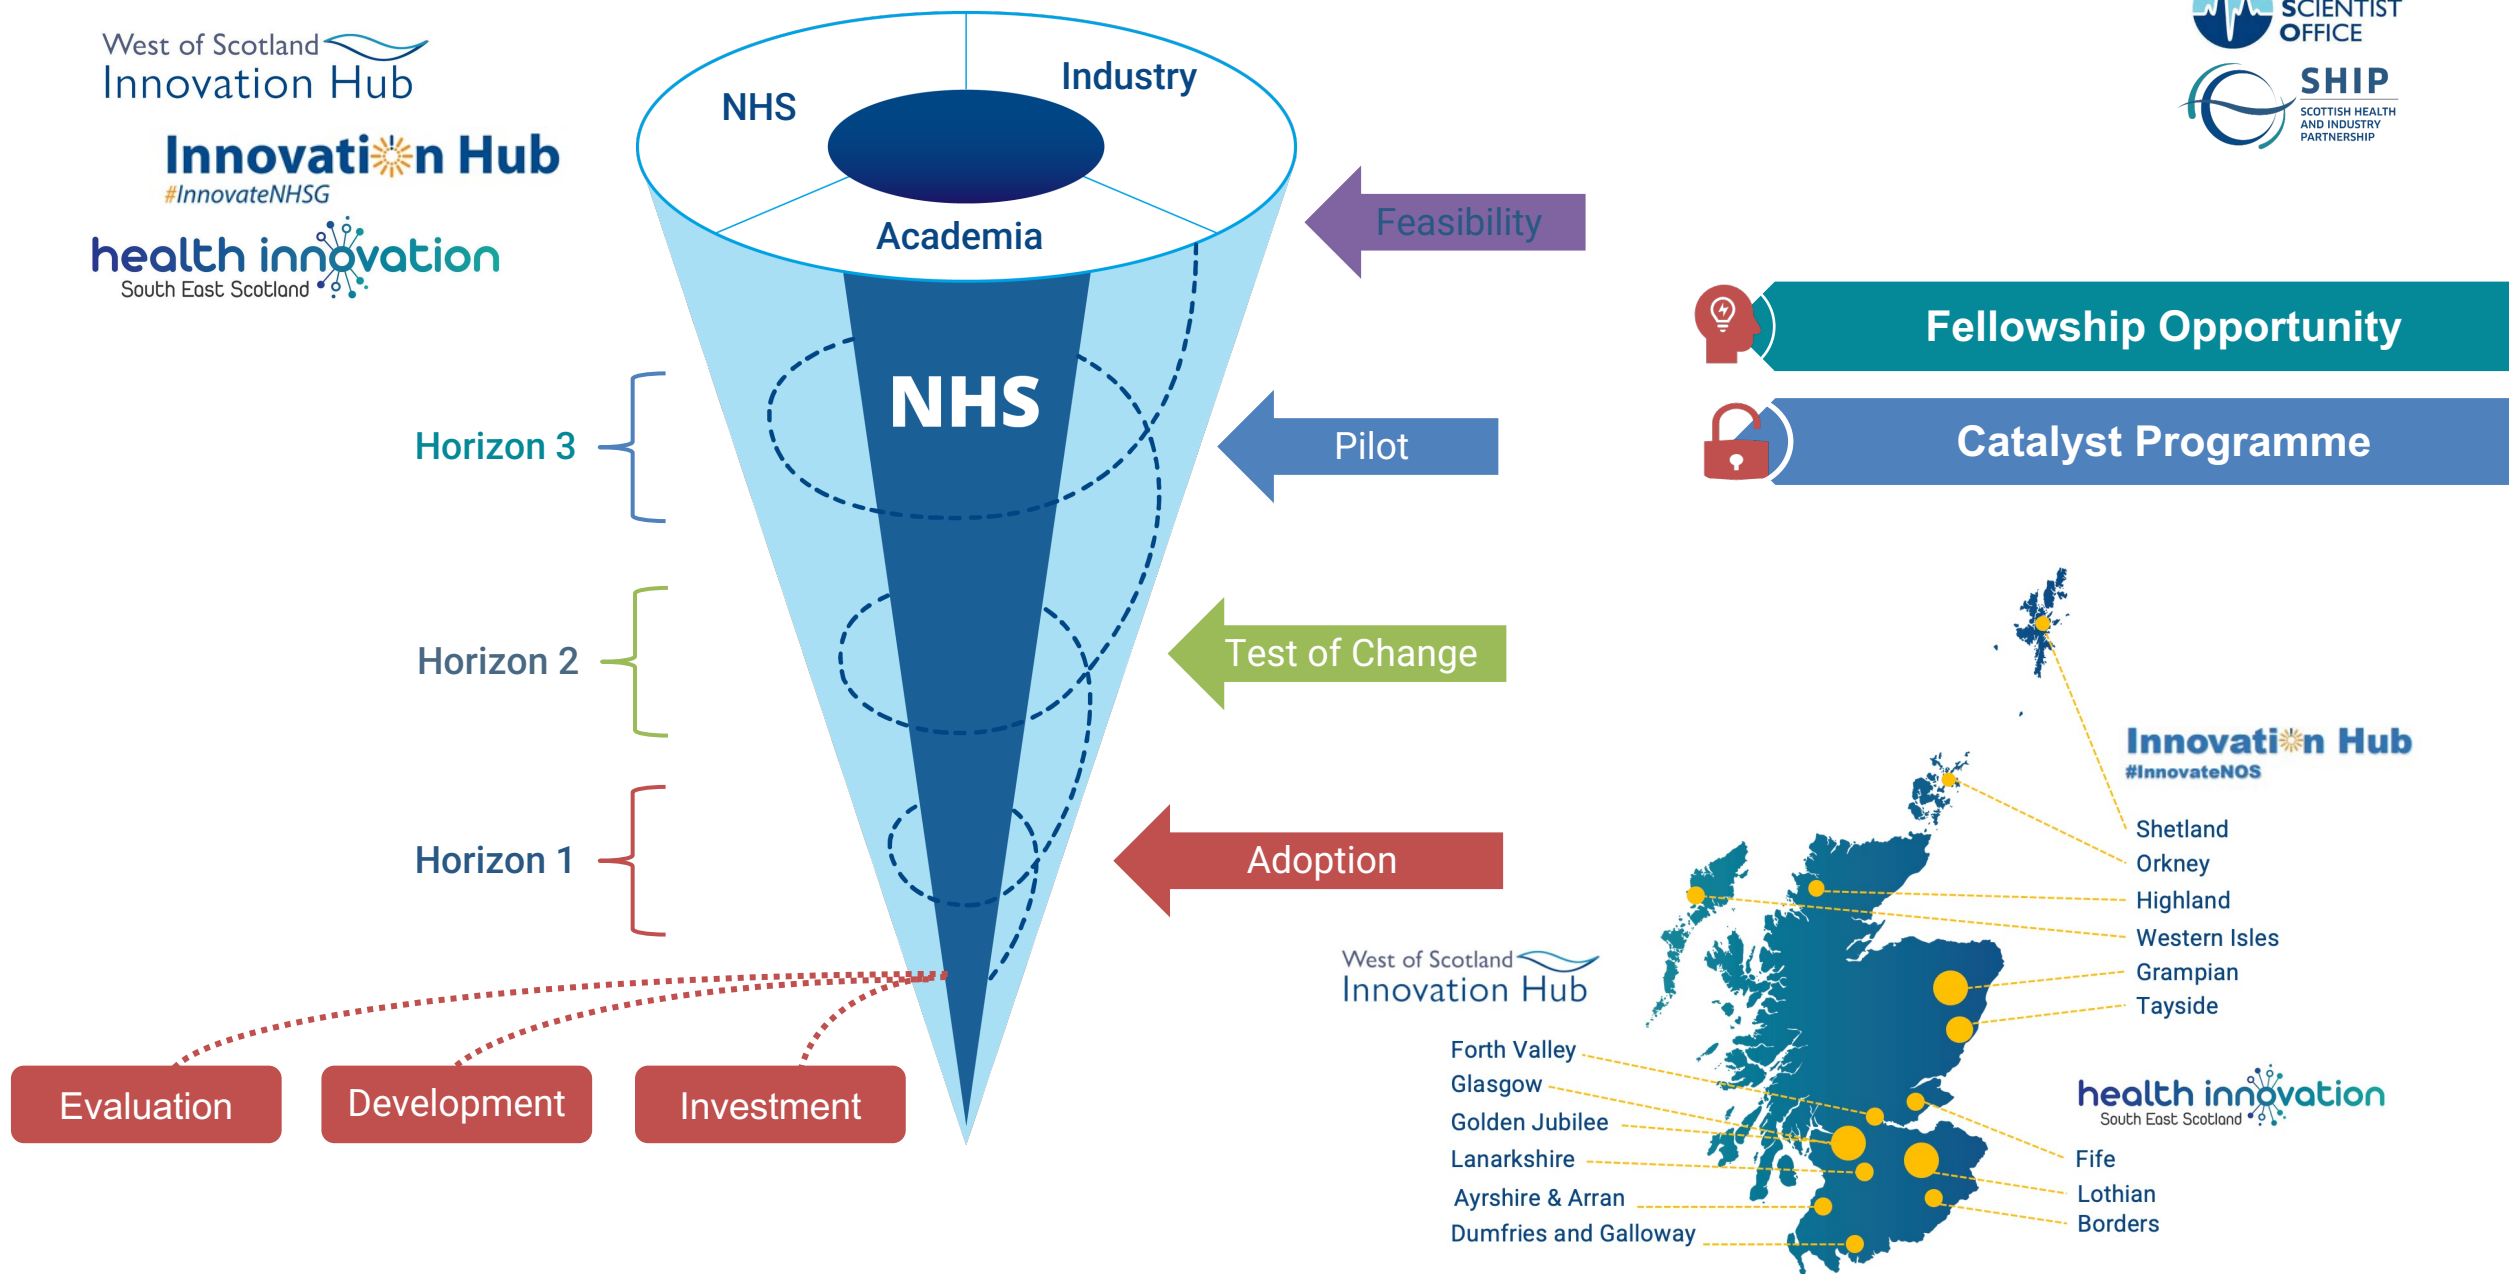 West of Scotland
Innovation Hub
Innovation Hub
#InnovateNHSG
health innovation
South East Scotland
NHS
Industry
Academia
SCIENTIST
OFFICE
SHIP
SCOTTISH HEALTH
AND INDUSTRY
PARTNERSHIP
Feasibility
Fellowship Opportunity
Catalyst Programme
NHS
Horizon 3
Pilot
Horizon 2
Test of Change
Horizon 1
Adoption
Evaluation
Development
Investment
Innovation Hub
#InnovateNOS
Shetland
Orkney
Highland
Western Isles
Grampian
Tayside
West of Scotland
Innovation Hub
Forth Valley
Glasgow
Golden Jubilee
Lanarkshire
Ayrshire & Arran
Dumfries and Galloway
health innovation
South East Scotland
Fife
Lothian
Borders